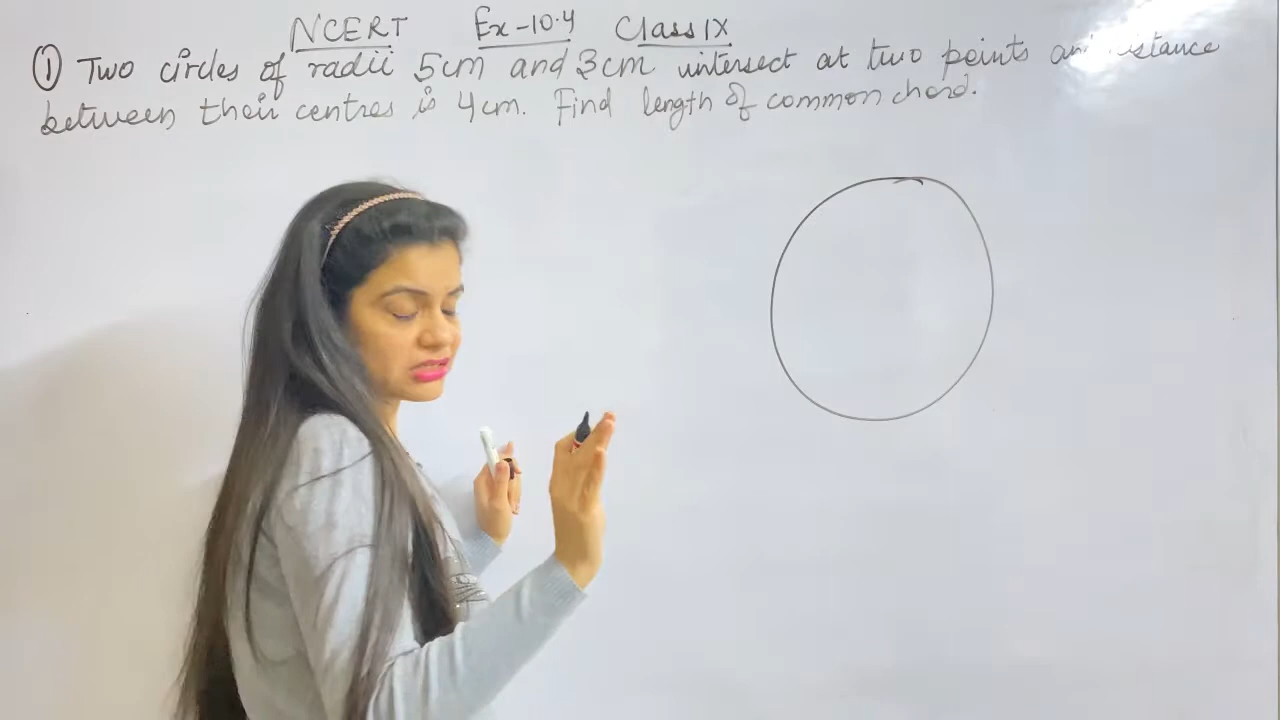 NCERT Ex-10.4 Class IX
① Two circles of radii 5cm and 3cm intersect at two points
between their centres is 4cm. Find length of common chord.